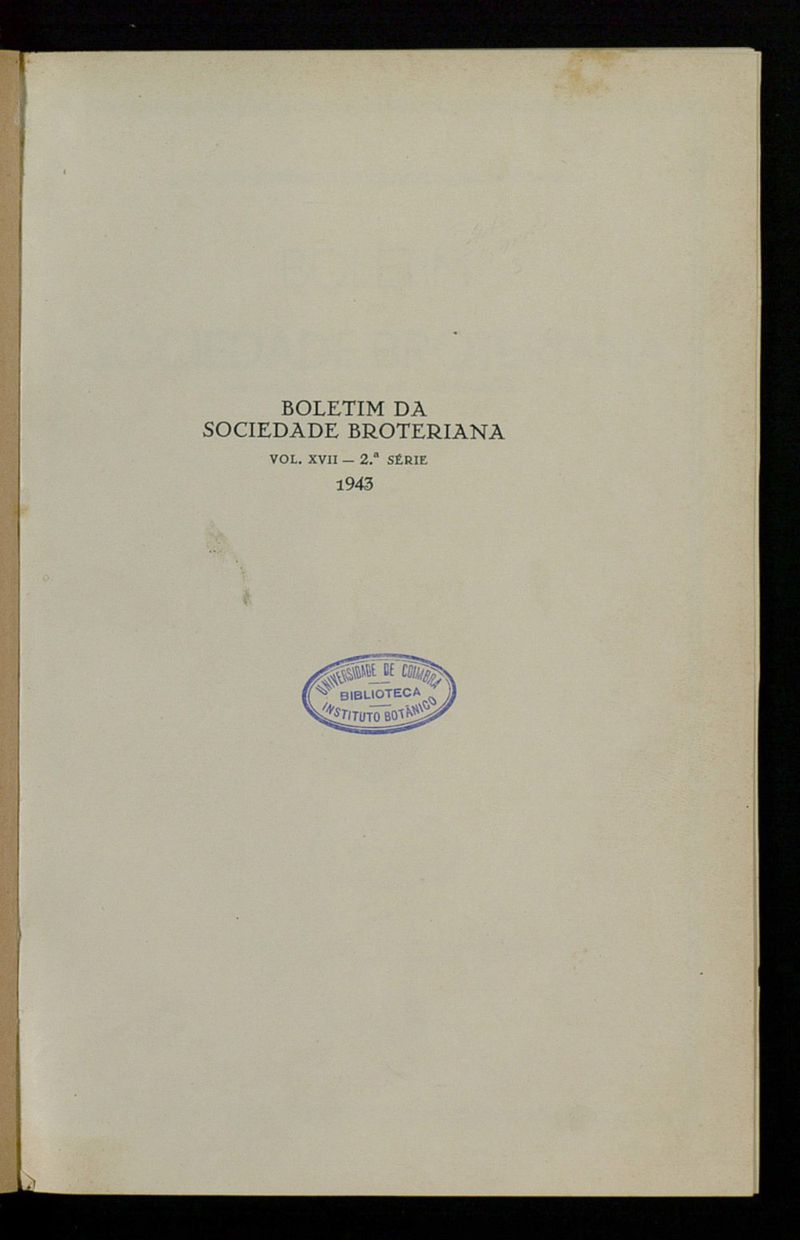 BOLETIM DA
SOCIEDADE BROTERIANA
VOL. XVII — 2.ª SÉRIE
1943
UNIVERSIDADE DE COIMBRA
BIBLIOTECA
INSTITUTO BOTÂNICO